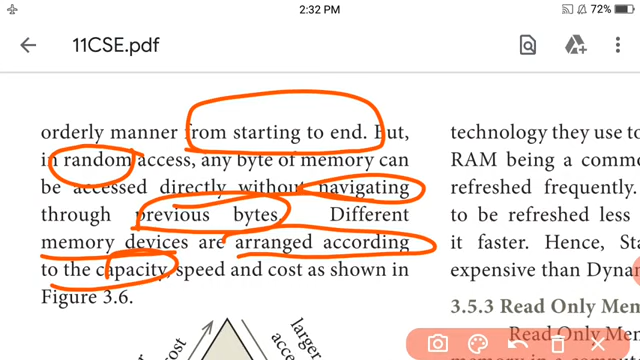 2:32 PM
72%
11CSE.pdf
orderly manner from starting to end. But,
in random access, any byte of memory can
be accessed directly without navigating
through previous bytes. Different
memory devices are arranged according
to the capacity, speed and cost as shown in
Figure 3.6.
cost
larger
acce
technology they use to
RAM being a commo
refreshed frequently.
to be refreshed less
it faster. Hence, Sta
expensive than Dynam
3.5.3 Read Only Memo
Read Only Mem